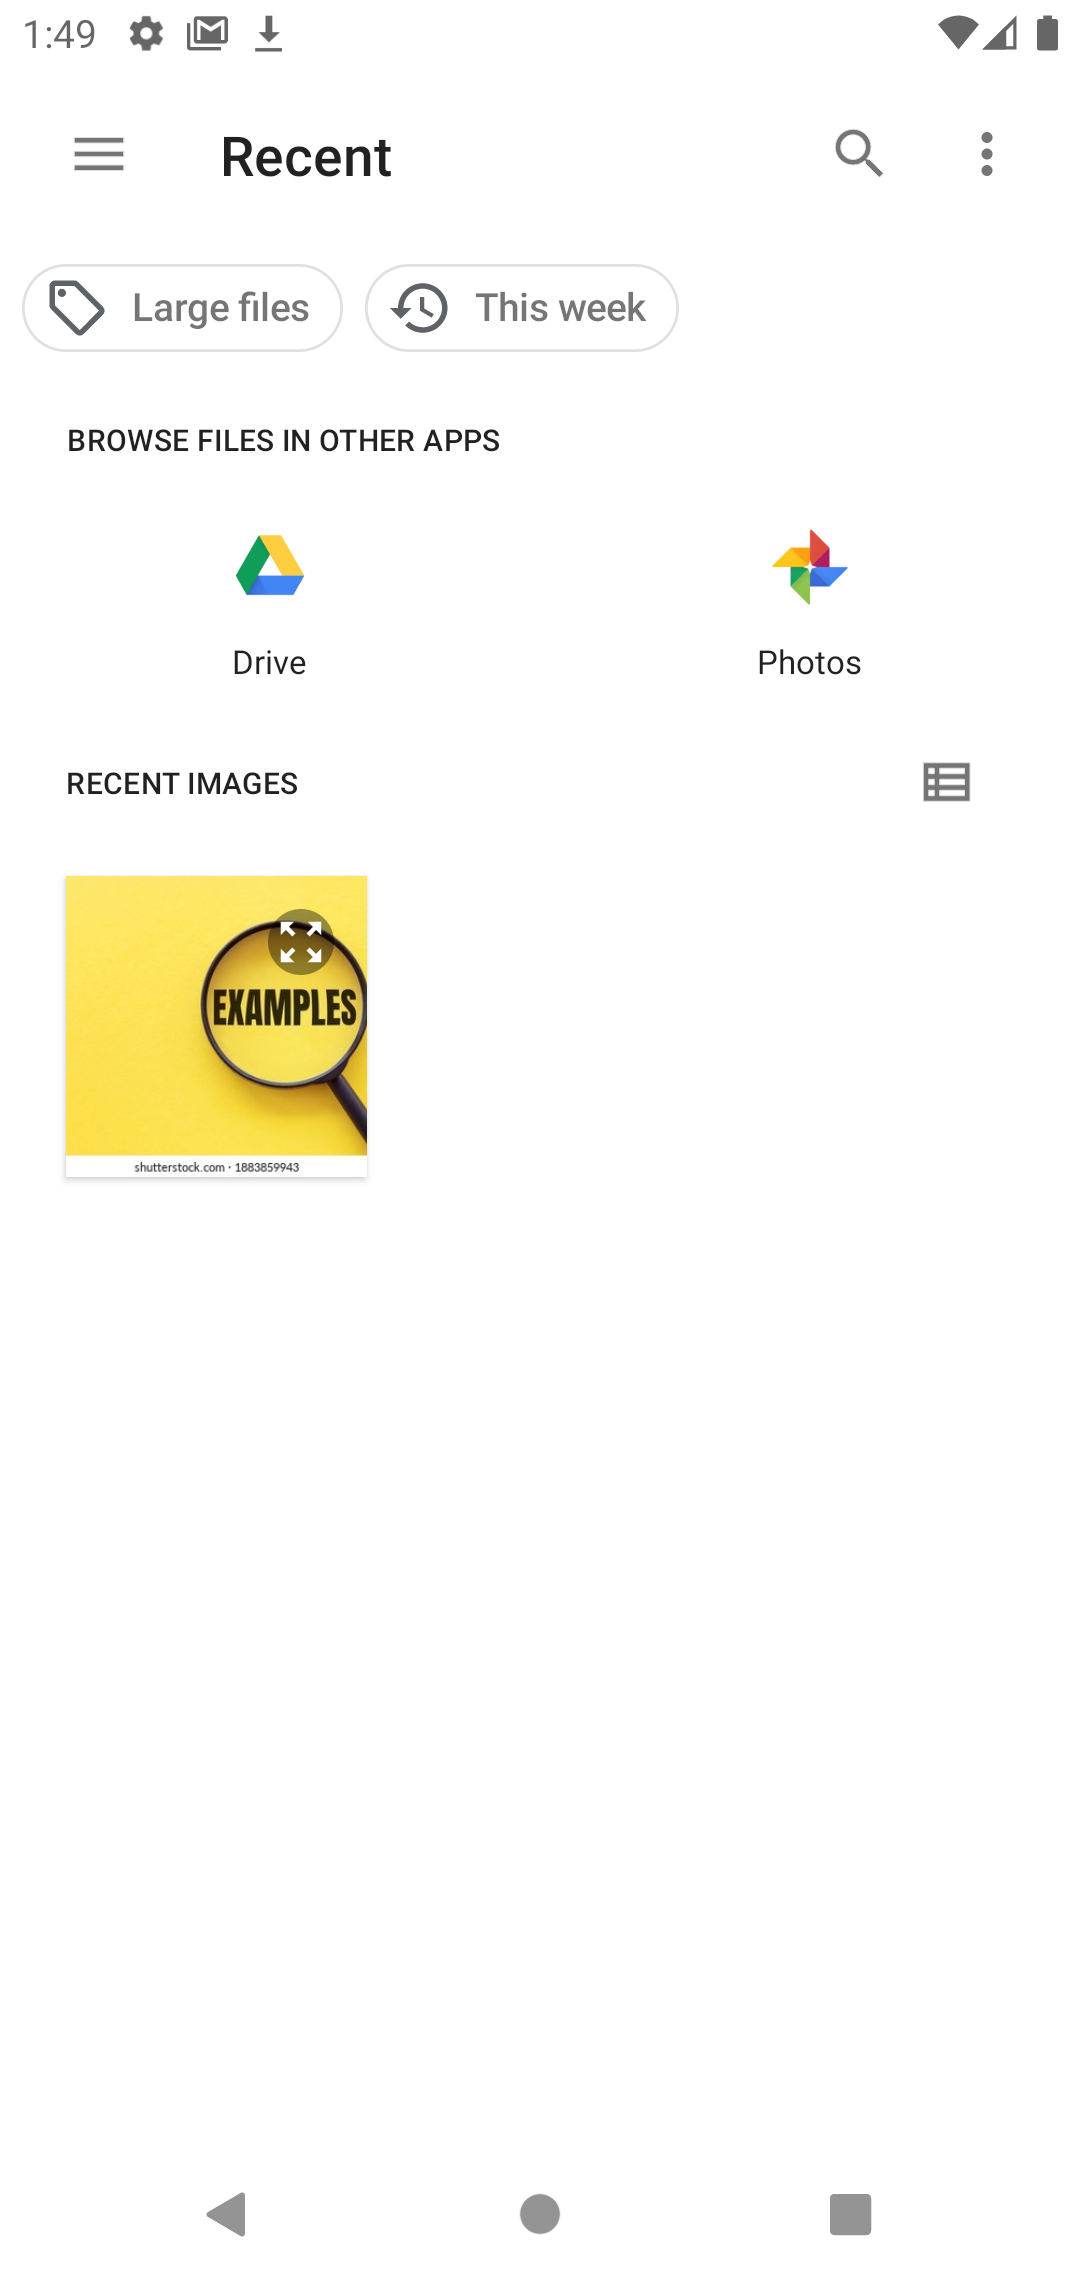 1:49
Recent
Large files
This week
BROWSE FILES IN OTHER APPS
Drive
Photos
RECENT IMAGES
EXAMPLES
shutterstock.com · 1883859943